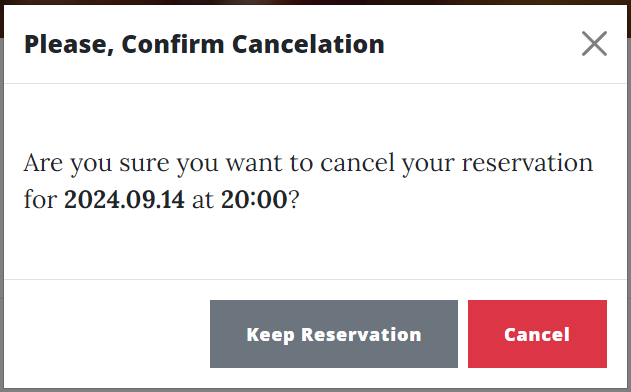 Please, Confirm Cancelation
Are you sure you want to cancel your reservation
for 2024.09.14 at 20:00?
Keep Reservation
Cancel